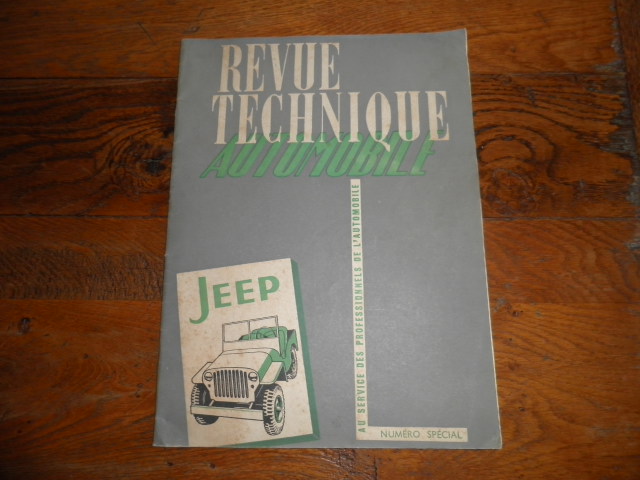 REVUE
TECHNIQUE
AUTOMOBILE
JEEP
AU SERVICE DES PROFESSIONNELS DE L'AUTOMOBILE
NUMÉRO SPÉCIAL